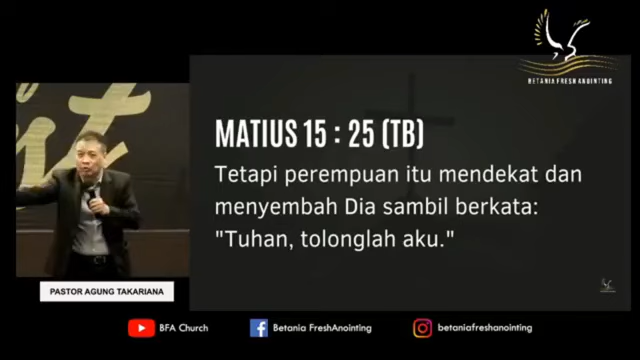 BETANIA FRESH ANOINTING
MATIUS 15 : 25 (TB)
Tetapi perempuan itu mendekat dan
menyembah Dia sambil berkata:
"Tuhan, tolonglah aku."
PASTOR AGUNG TAKARIANA
BFA Church
Betania FreshAnointing
betaniafreshanointing